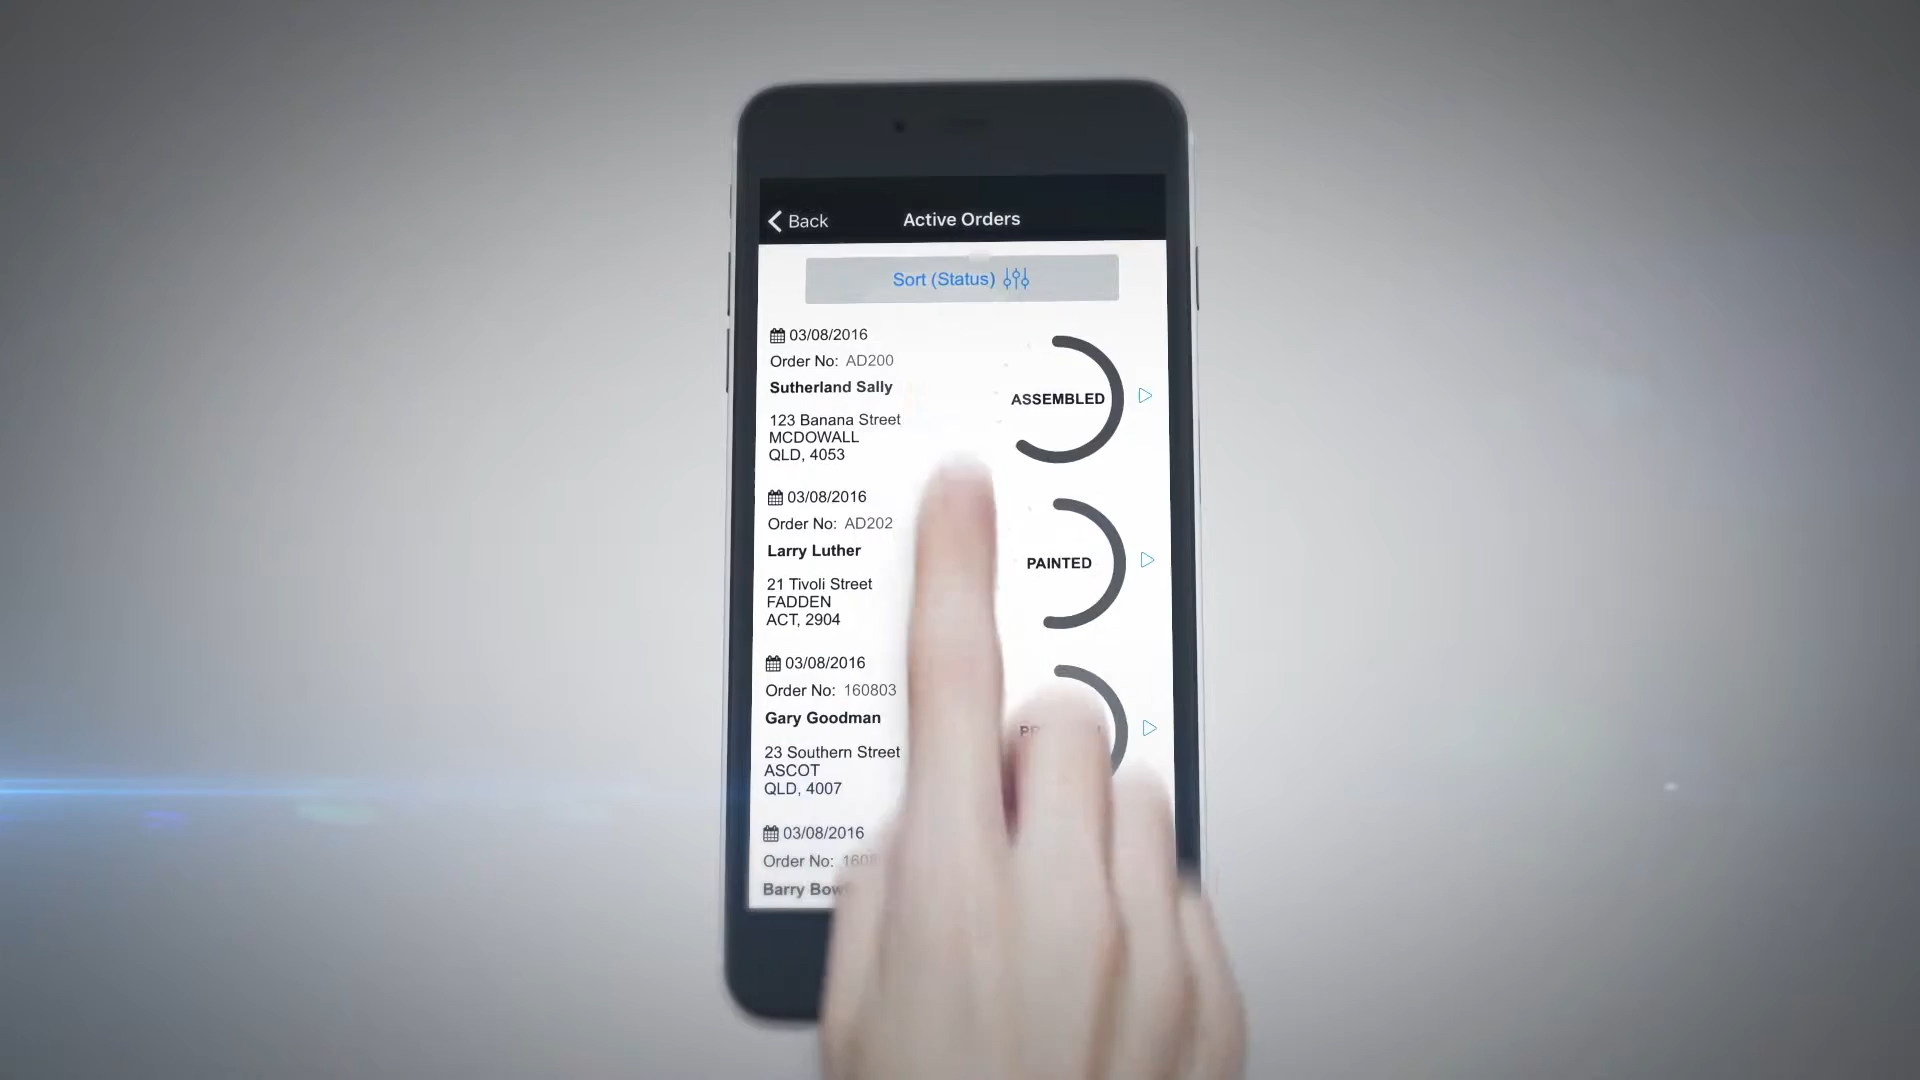 Back
Active Orders
Sort (Status)
03/08/2016
Order No: AD200
Sutherland Sally
ASSEMBLED
123 Banana Street
MCDOWALL
QLD, 4053
03/08/2016
Order No: AD202
Larry Luther
PAINTED
21 Tivoli Street
FADDEN
ACT, 2904
03/08/2016
Order No: 160803
Gary Goodman
23 Southern Street
ASCOT
QLD, 4007
03/08/2016
Order No:
Barry